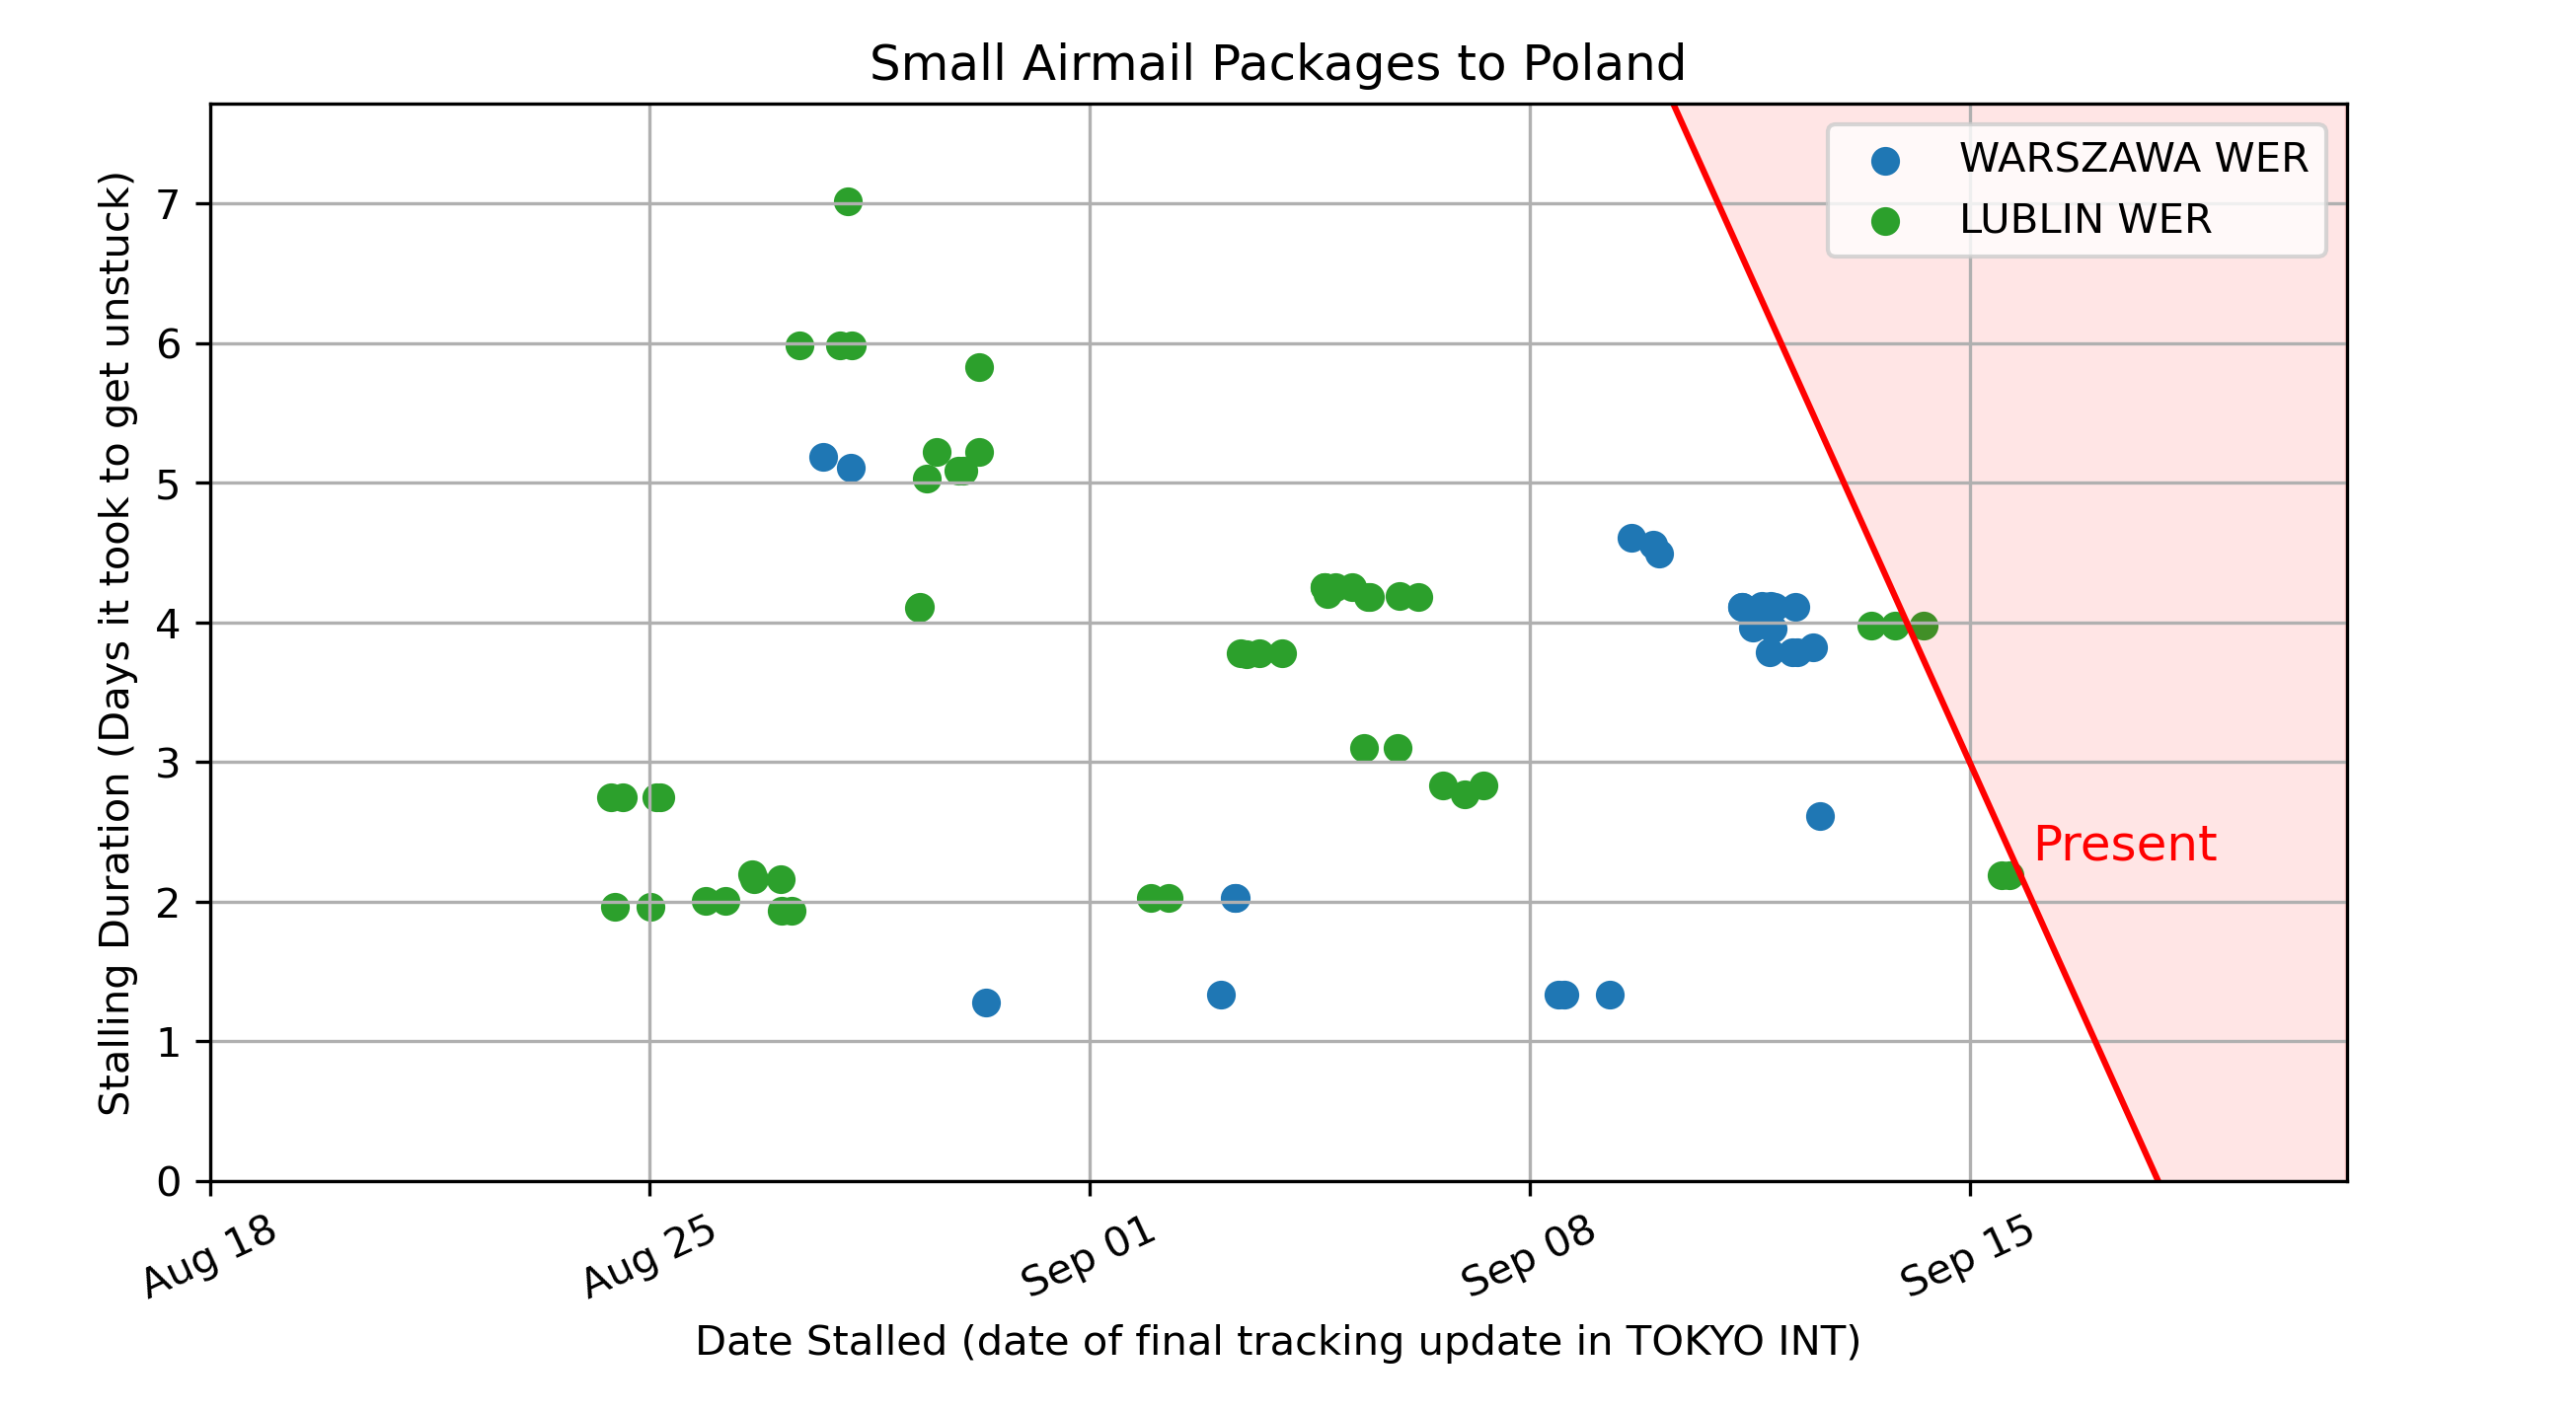 Small Airmail Packages to Poland
WARSZAWA WER
LUBLIN WER
Stalling Duration (Days it took to get unstuck)
7
6
5
4
3
2
1
0
Present
Aug 18
Aug 25
Sep 01
Sep 08
Sep 15
Date Stalled (date of final tracking update in TOKYO INT)